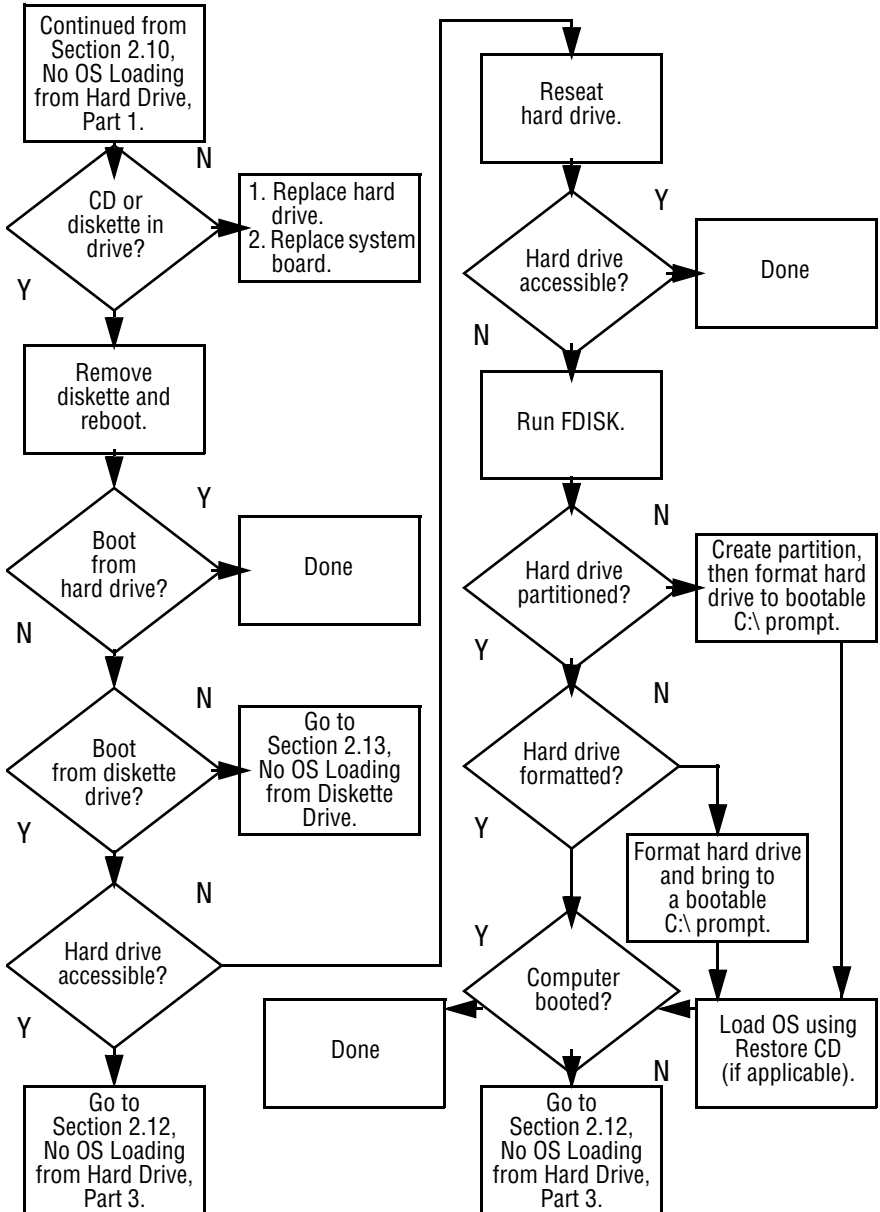 Continued from
Section 2.10,
No OS Loading
from Hard Drive,
Part 1.
N
CD or
diskette in
drive?
1. Replace hard
drive.
2. Replace system
board.
Y
Remove
diskette and
reboot.
Y
Boot
from
hard drive?
Done
N
N
Boot
from diskette
drive?
Go to
Section 2.13,
No OS Loading
from Diskette
Drive.
Y
N
Hard drive
accessible?
Y
Go to
Section 2.12,
No OS Loading
from Hard Drive,
Part 3.
Reseat
hard drive.
Y
Hard drive
accessible?
Done
N
Run FDISK.
N
Hard drive
partitioned?
Create partition,
then format hard
drive to bootable
C:\ prompt.
Y
N
Hard drive
formatted?
Y
Format hard drive
and bring to
a bootable
C:\ prompt.
Y
Computer
booted?
Done
Load OS using
Restore CD
(if applicable).
N
Go to
Section 2.12,
No OS Loading
from Hard Drive,
Part 3.